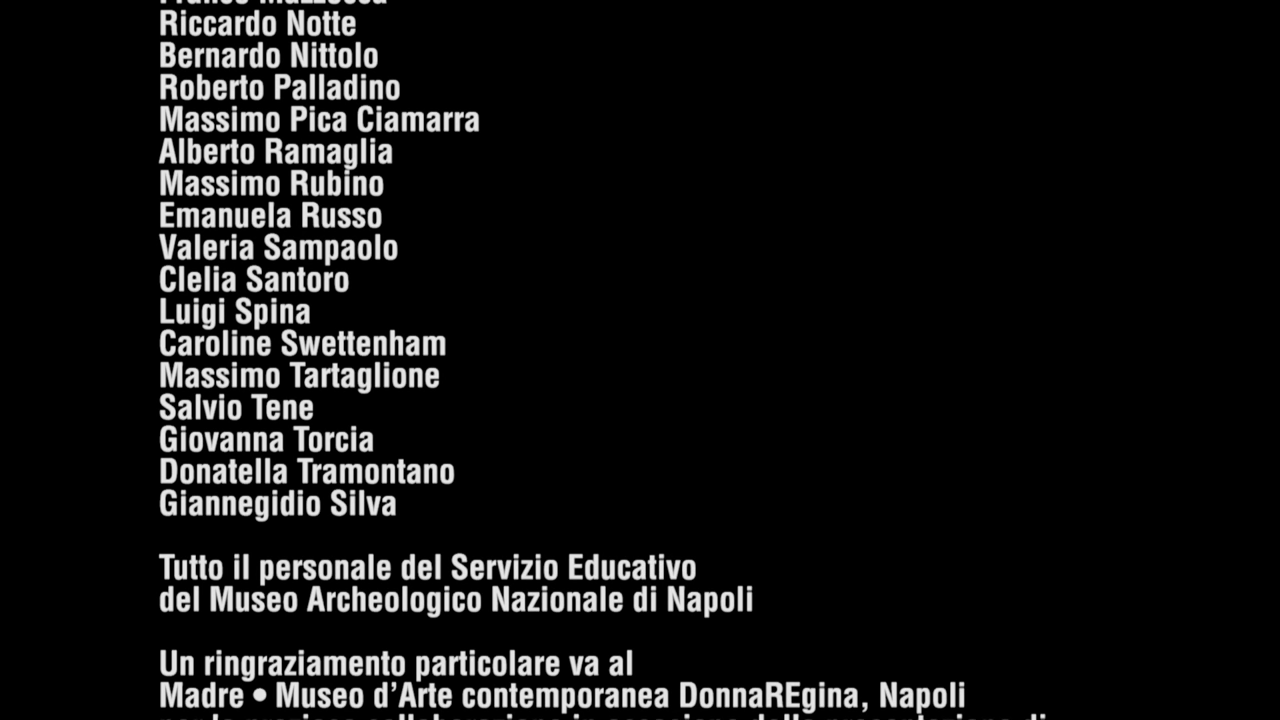 Riccardo Notte
Bernardo Nittolo
Roberto Palladino
Massimo Pica Ciamarra
Alberto Ramaglia
Massimo Rubino
Emanuela Russo
Valeria Sampaolo
Clelia Santoro
Luigi Spina
Caroline Swettenham
Massimo Tartaglione
Salvio Tene
Giovanna Torcia
Donatella Tramontano
Giannegidio Silva
Tutto il personale del Servizio Educativo
del Museo Archeologico Nazionale di Napoli
Un ringraziamento particolare va al
Madre • Museo d’Arte contemporanea DonnaREgina, Napoli